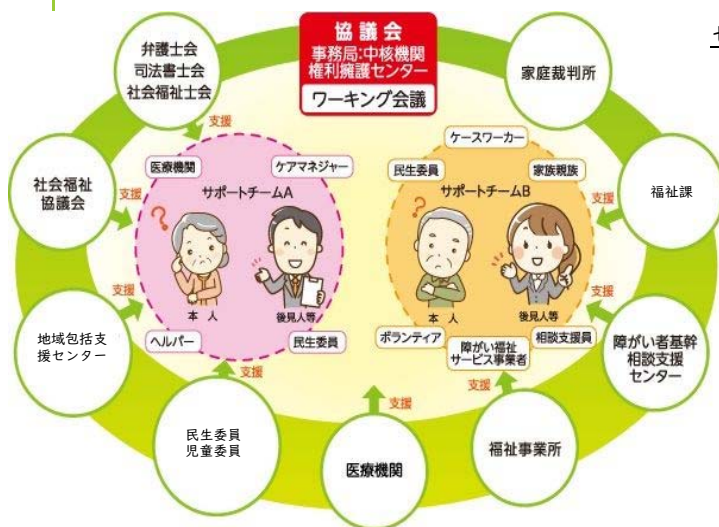 協議会
事務局:中核機関
権利擁護センター
ワーキング会議
弁護士会
司法書士会
社会福祉士会
家庭裁判所
支援
ケースワーカー
医療機関
ケアマネジャー
民生委員
家族親族
社会福祉
協議会
支援
サポートチームA
サポートチームB
支援
福祉課
?
?
本人
後見人等
本人
後見人等
支援
支援
地域包括支
援センター
ヘルパー
民生委員
ボランティア
障がい福祉
サービス事業者
相談支援員
障がい者基幹
相談支援
センター
支援
支援
支援
民生委員
児童委員
医療機関
福祉事業所